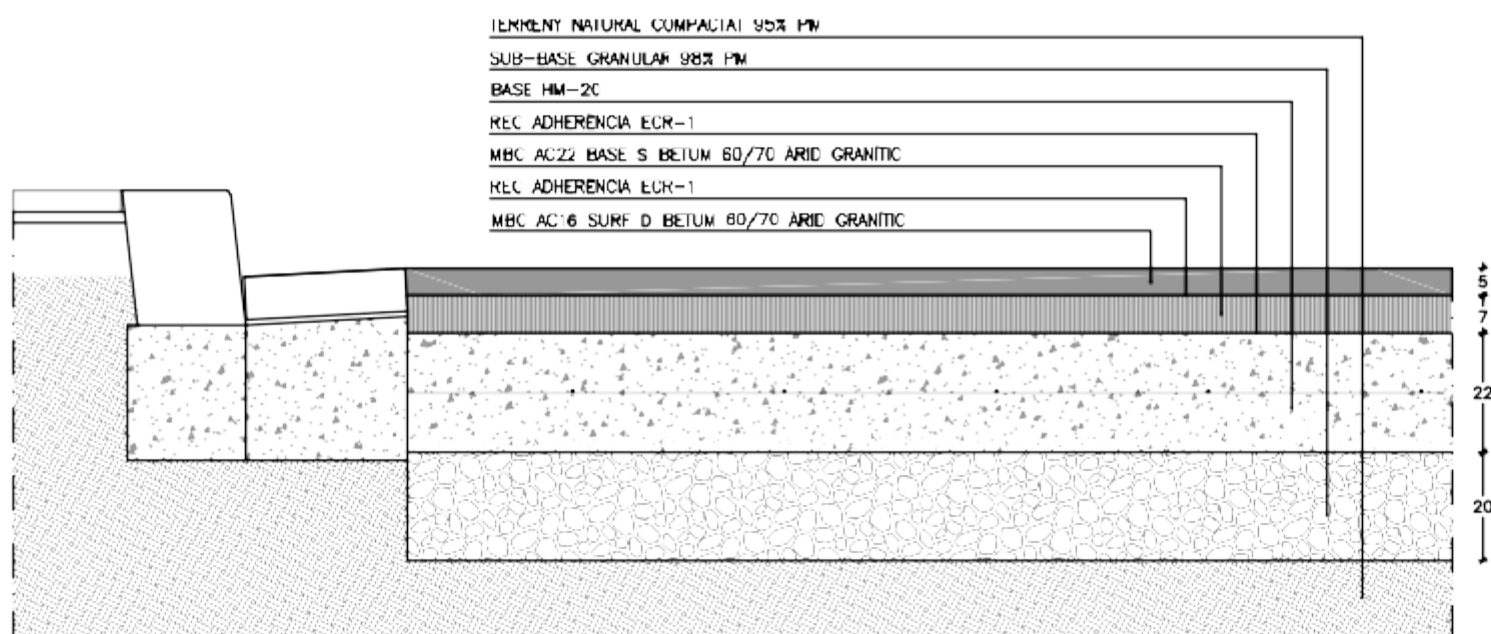 TERRENY NATURAL COMPACTAT 95% PM
SUB-BASE GRANULAR 98% PM
BASE HM-20
REC ADHERÈNCIA ECR-1
MBC AC22 BASE S BETUM 60/70 ÀRID GRANÍTIC
REC ADHERÈNCIA ECR-1
MBC AC16 SURF D BETUM 60/70 ÀRID GRANÍTIC
5
7
22
20